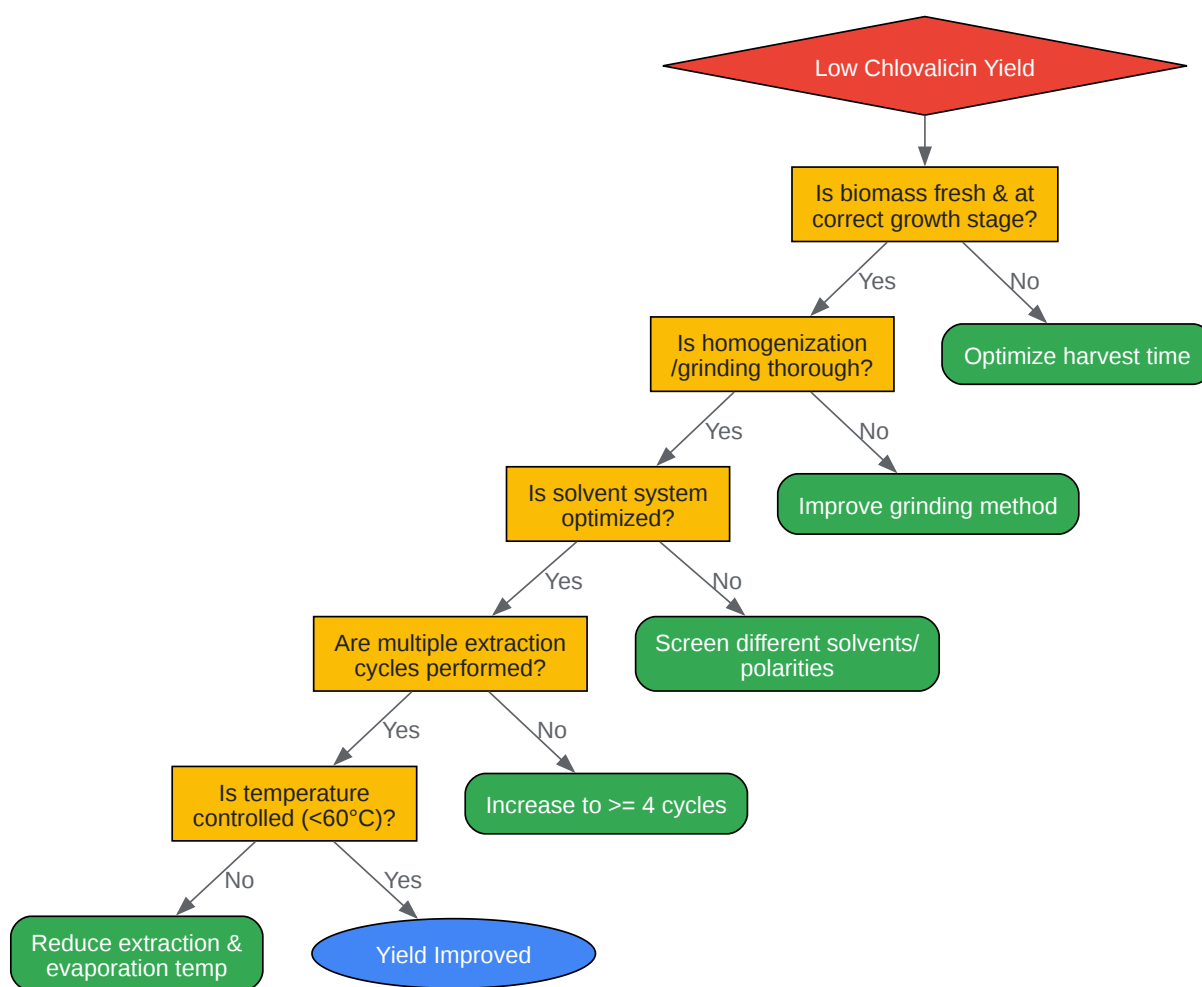 Low Chlovalicin Yield
Is biomass fresh & at
correct growth stage?
Yes
No
Is homogenization
/grinding thorough?
Optimize harvest time
Yes
No
Is solvent system
optimized?
Improve grinding method
Yes
No
Are multiple extraction
cycles performed?
Screen different solvents/
polarities
Yes
No
Is temperature
controlled (<60°C)?
Increase to >= 4 cycles
No
Yes
Reduce extraction &
evaporation temp
Yield Improved